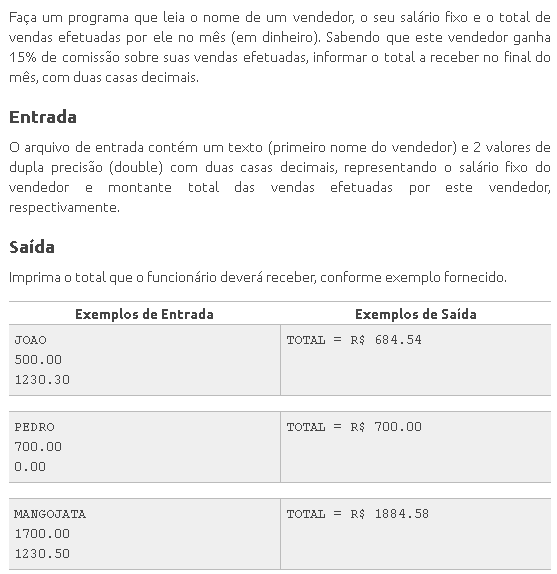 Faça um programa que leia o nome de um vendedor, o seu salário fixo e o total de
vendas efetuadas por ele no mês (em dinheiro). Sabendo que este vendedor ganha
15% de comissão sobre suas vendas efetuadas, informar o total a receber no final do
mês, com duas casas decimais.
Entrada
O arquivo de entrada contém um texto (primeiro nome do vendedor) e 2 valores de
dupla precisão (double) com duas casas decimais, representando o salário fixo do
vendedor e montante total das vendas efetuadas por este vendedor,
respectivamente.
Saída
Imprima o total que o funcionário deverá receber, conforme exemplo fornecido.
Exemplos de Entrada Exemplos de Saída
JOAO TOTAL = R$ 684.54
500.00
1230.30
PEDRO TOTAL = R$ 700.00
700.00
0.00
MANGOJATA TOTAL = R$ 1884.58
1700.00
1230.50